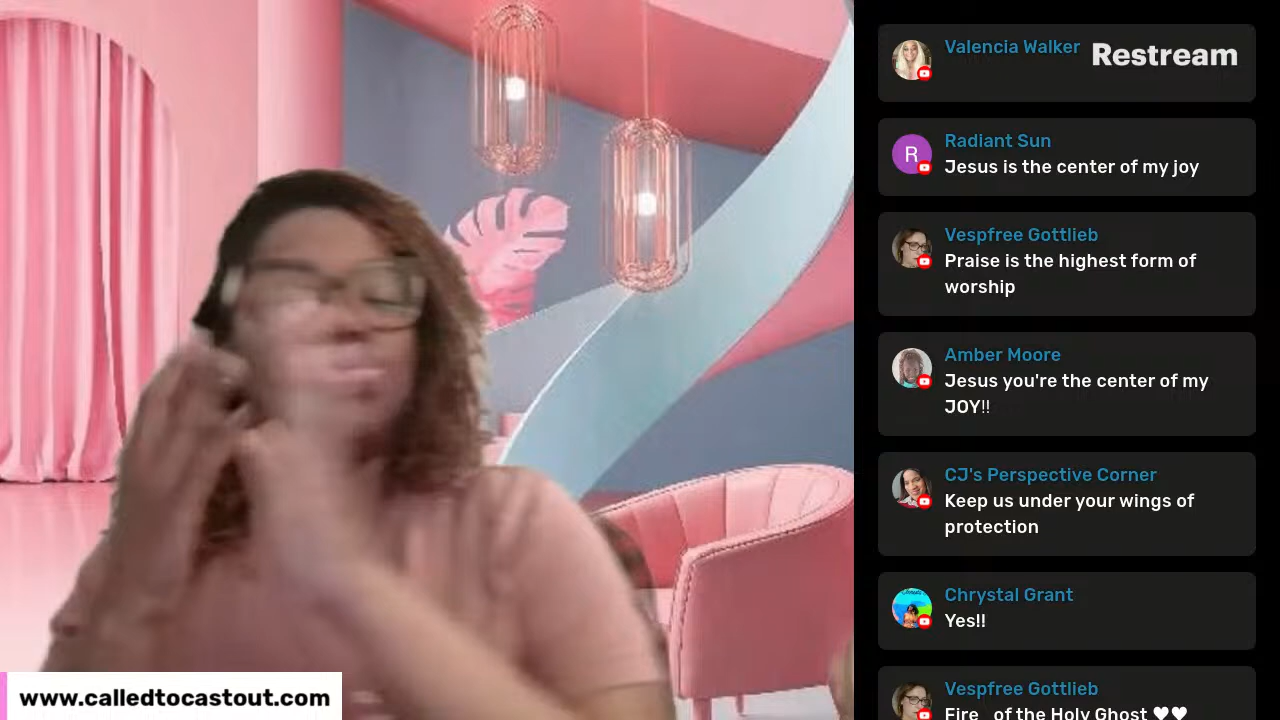 Valencia Walker
Restream
R
Radiant Sun
Jesus is the center of my joy
Vespfree Gottlieb
Praise is the highest form of
worship
Amber Moore
Jesus you're the center of my
JOY!!
CJ's Perspective Corner
Keep us under your wings of
protection
Chrystal Grant
Yes!!
Vespfree Gottlieb
Fire of the Holy Ghost ♥♥
www.calledtocastout.com